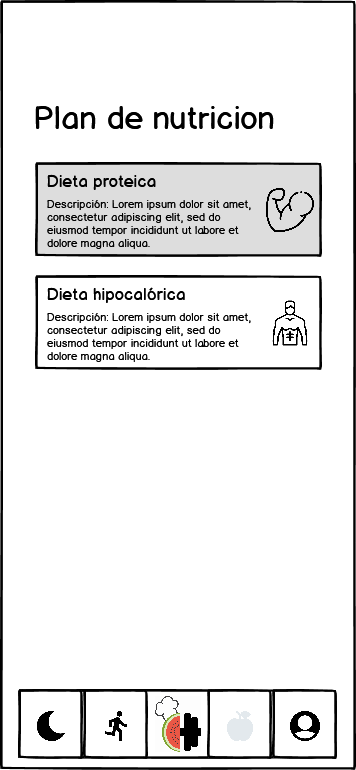 Plan de nutricion
Dieta proteica
Descripción: Lorem ipsum dolor sit amet,
consectetur adipiscing elit, sed do
eiusmod tempor incididunt ut labore et
dolore magna aliqua.
Dieta hipocalórica
Descripción: Lorem ipsum dolor sit amet,
consectetur adipiscing elit, sed do
eiusmod tempor incididunt ut labore et
dolore magna aliqua.